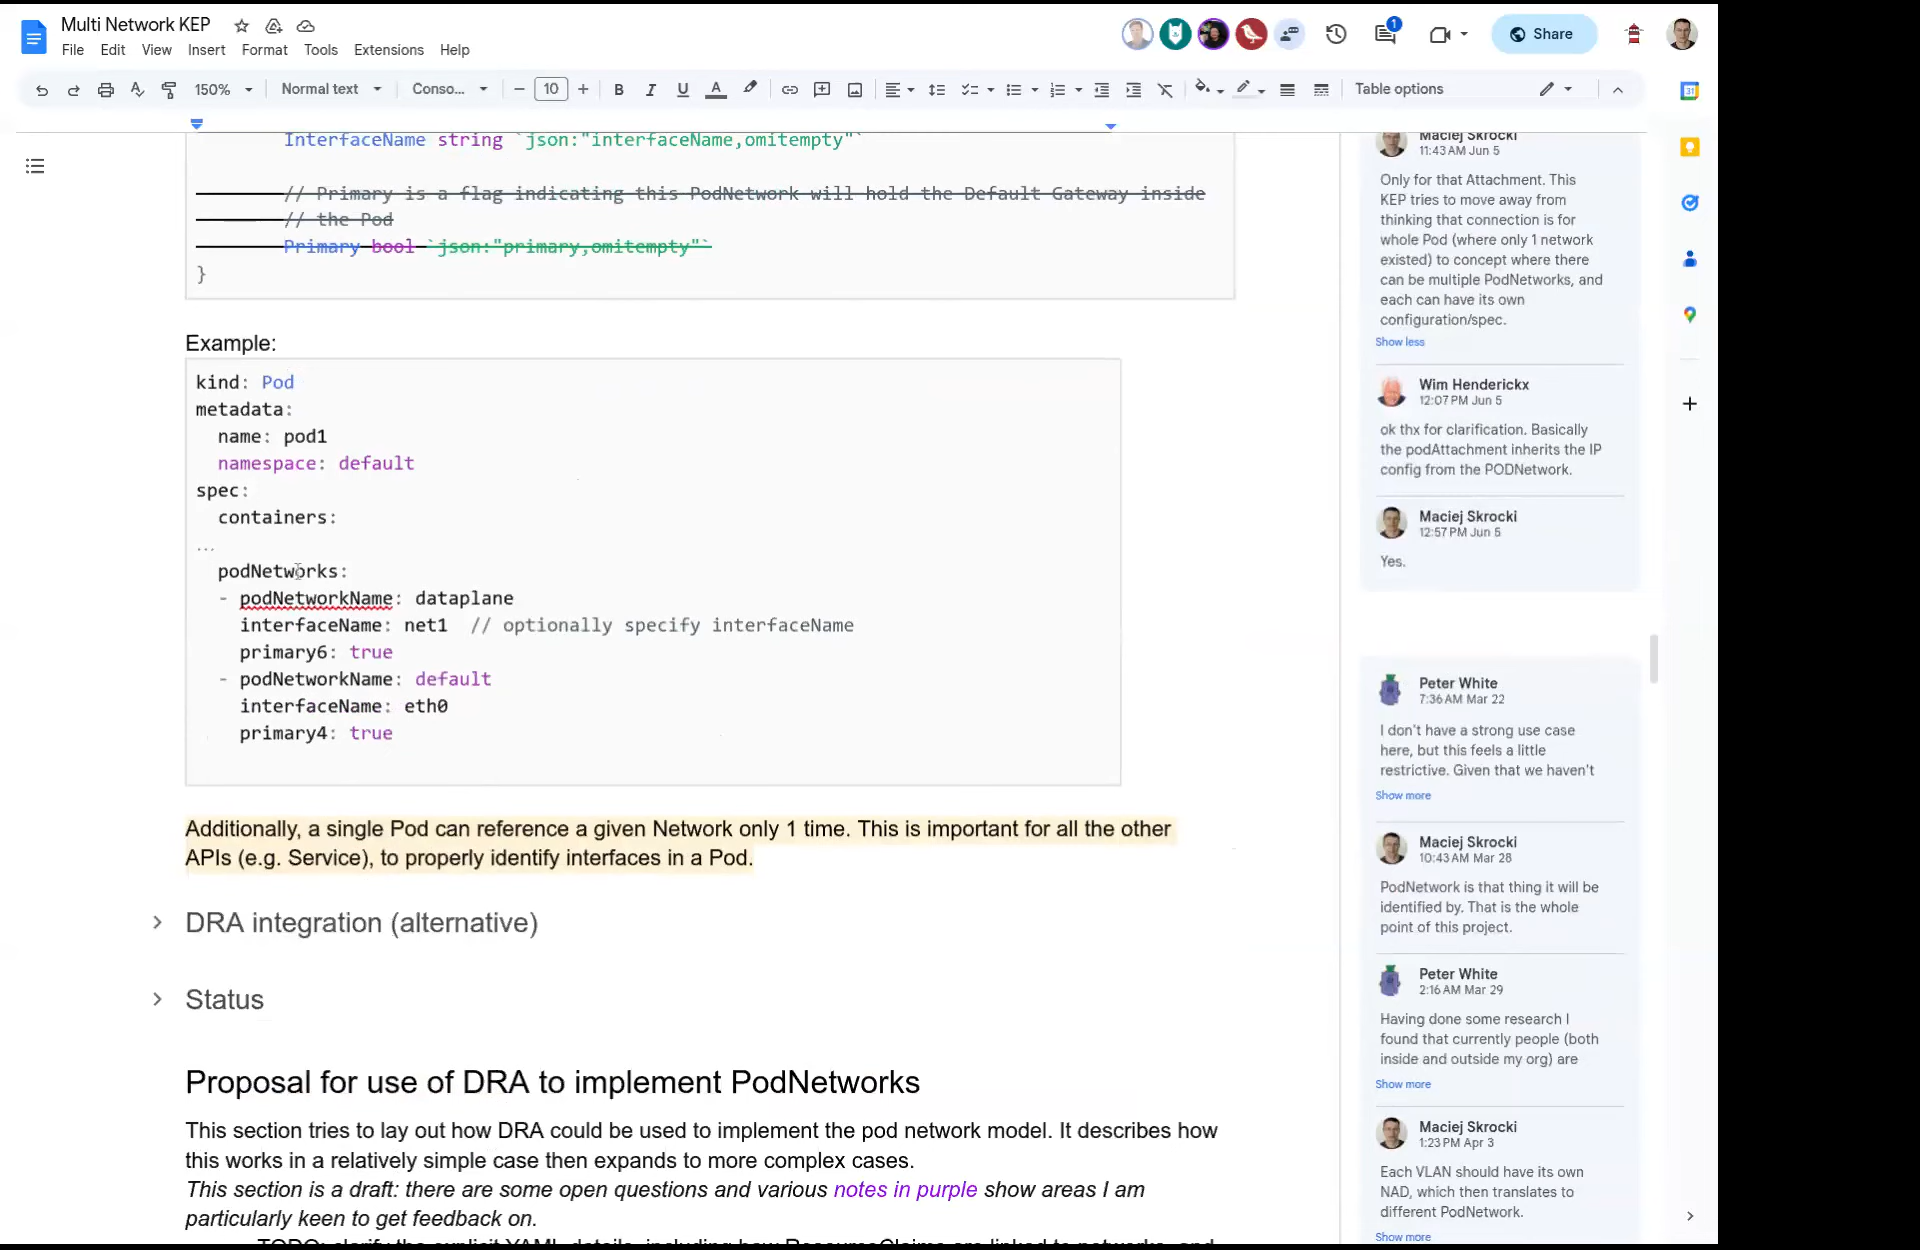 Multi Network KEP
File Edit View Insert Format Tools Extensions Help
1
Share
150% Normal text Conso... 10 B I U A Table options
31
InterfaceName string `json:"interfaceName,omitempty"`
// Primary is a flag indicating this PodNetwork will hold the Default Gateway inside
// the Pod
Primary bool `json:"primary,omitempty"`
}
Example:
kind: Pod
metadata:
name: pod1
namespace: default
spec:
containers:
...
podNetworks:
- podNetworkName: dataplane
interfaceName: net1 // optionally specify interfaceName
primary6: true
- podNetworkName: default
interfaceName: eth0
primary4: true
Additionally, a single Pod can reference a given Network only 1 time. This is important for all the other
APIs (e.g. Service), to properly identify interfaces in a Pod.
DRA integration (alternative)
Status
Proposal for use of DRA to implement PodNetworks
This section tries to lay out how DRA could be used to implement the pod network model. It describes how
this works in a relatively simple case then expands to more complex cases.
This section is a draft: there are some open questions and various notes in purple show areas I am
particularly keen to get feedback on.
TODO: clarify the explicit YAML details, including how ResourceClaims are linked to networks, and
Maciej Skrocki
11:43 AM Jun 5
Only for that Attachment. This
KEP tries to move away from
thinking that connection is for
whole Pod (where only 1 network
existed) to concept where there
can be multiple PodNetworks, and
each can have its own
configuration/spec.
Show less
Wim Henderickx
12:07 PM Jun 5
ok thx for clarification. Basically
the podAttachment inherits the IP
config from the PODNetwork.
Maciej Skrocki
12:57 PM Jun 5
Yes.
Peter White
7:36 AM Mar 22
I don't have a strong use case
here, but this feels a little
restrictive. Given that we haven't
Show more
Maciej Skrocki
10:43 AM Mar 28
PodNetwork is that thing it will be
identified by. That is the whole
point of this project.
Peter White
2:16 AM Mar 29
Having done some research I
found that currently people (both
inside and outside my org) are
Show more
Maciej Skrocki
1:23 PM Apr 3
Each VLAN should have its own
NAD, which then translates to
different PodNetwork.
Show more